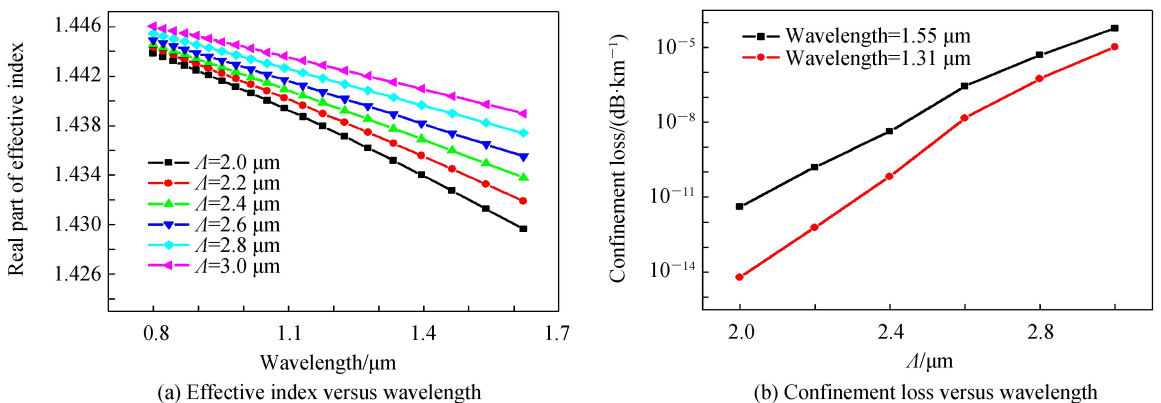 1.446
1.442
1.438
1.434
1.430
1.426
Real part of effective index
Λ=2.0 μm
Λ=2.2 μm
Λ=2.4 μm
Λ=2.6 μm
Λ=2.8 μm
Λ=3.0 μm
0.8 1.1 1.4 1.7
Wavelength/μm
(a) Effective index versus wavelength
Wavelength=1.55 μm
Wavelength=1.31 μm
10⁻⁵
10⁻⁸
10⁻¹¹
10⁻¹⁴
Confinement loss/(dB·km⁻¹)
2.0 2.4 2.8
Λ/μm
(b) Confinement loss versus wavelength